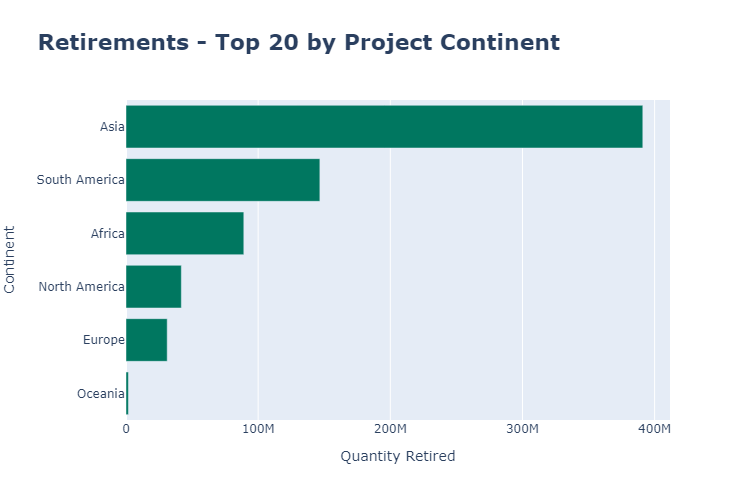 Retirements - Top 20 by Project Continent
Continent
Asia
South America
Africa
North America
Europe
Oceania
0
100M
200M
300M
400M
Quantity Retired